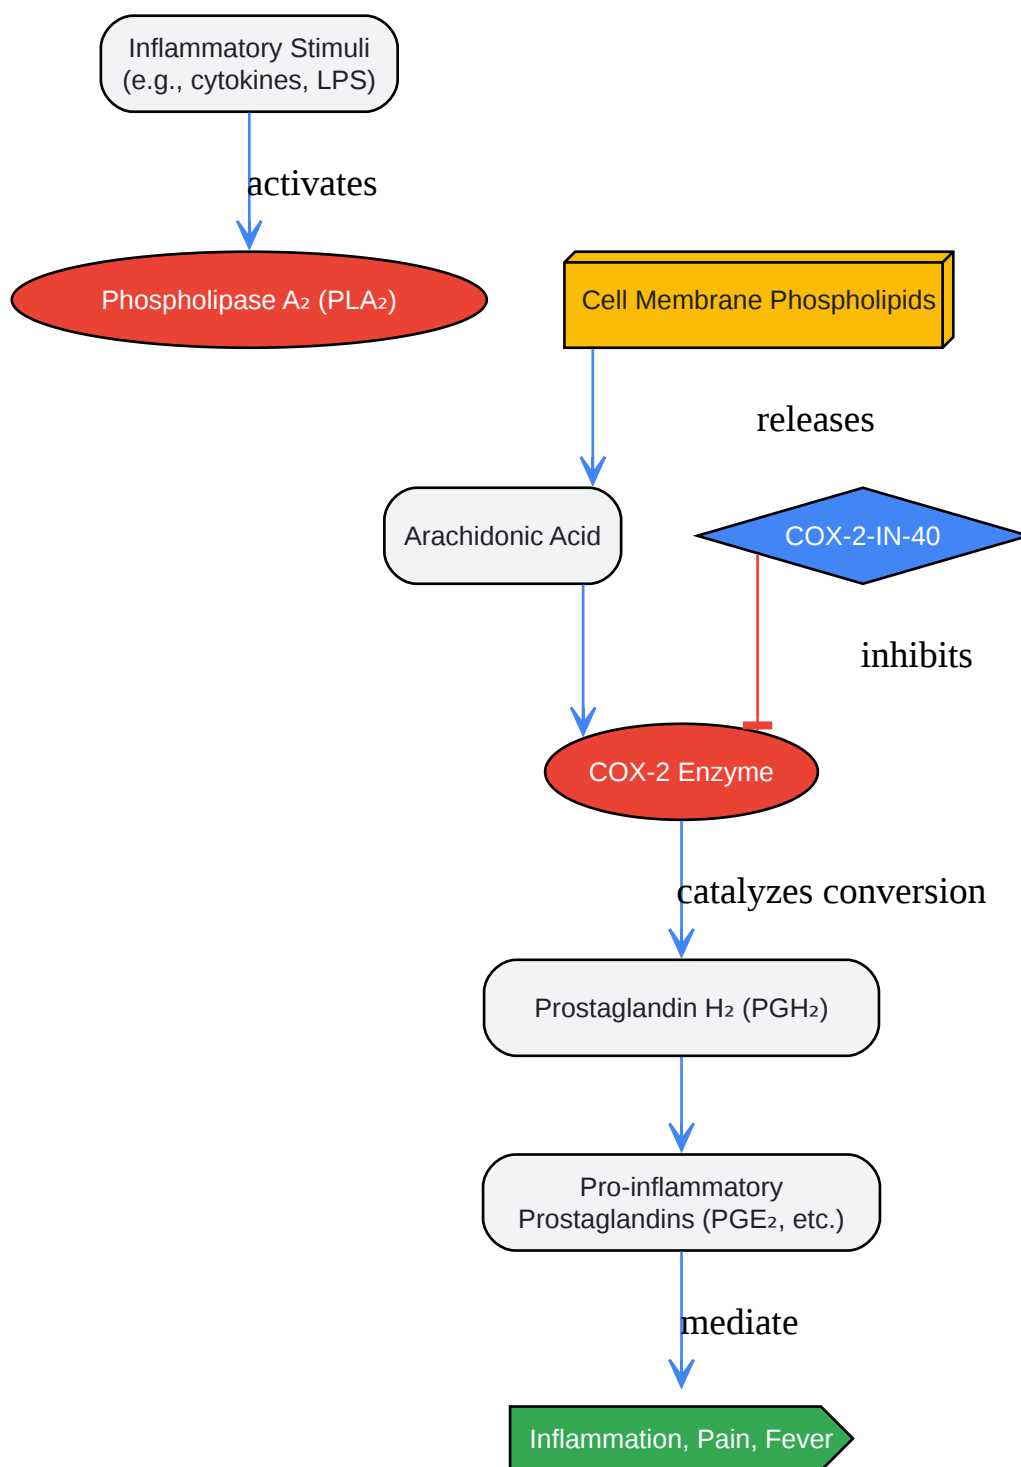 Inflammatory Stimuli
(e.g., cytokines, LPS)
activates
Phospholipase A₂ (PLA₂)
Cell Membrane Phospholipids
releases
Arachidonic Acid
COX-2-IN-40
inhibits
COX-2 Enzyme
catalyzes conversion
Prostaglandin H₂ (PGH₂)
Pro-inflammatory
Prostaglandins (PGE₂, etc.)
mediate
Inflammation, Pain, Fever